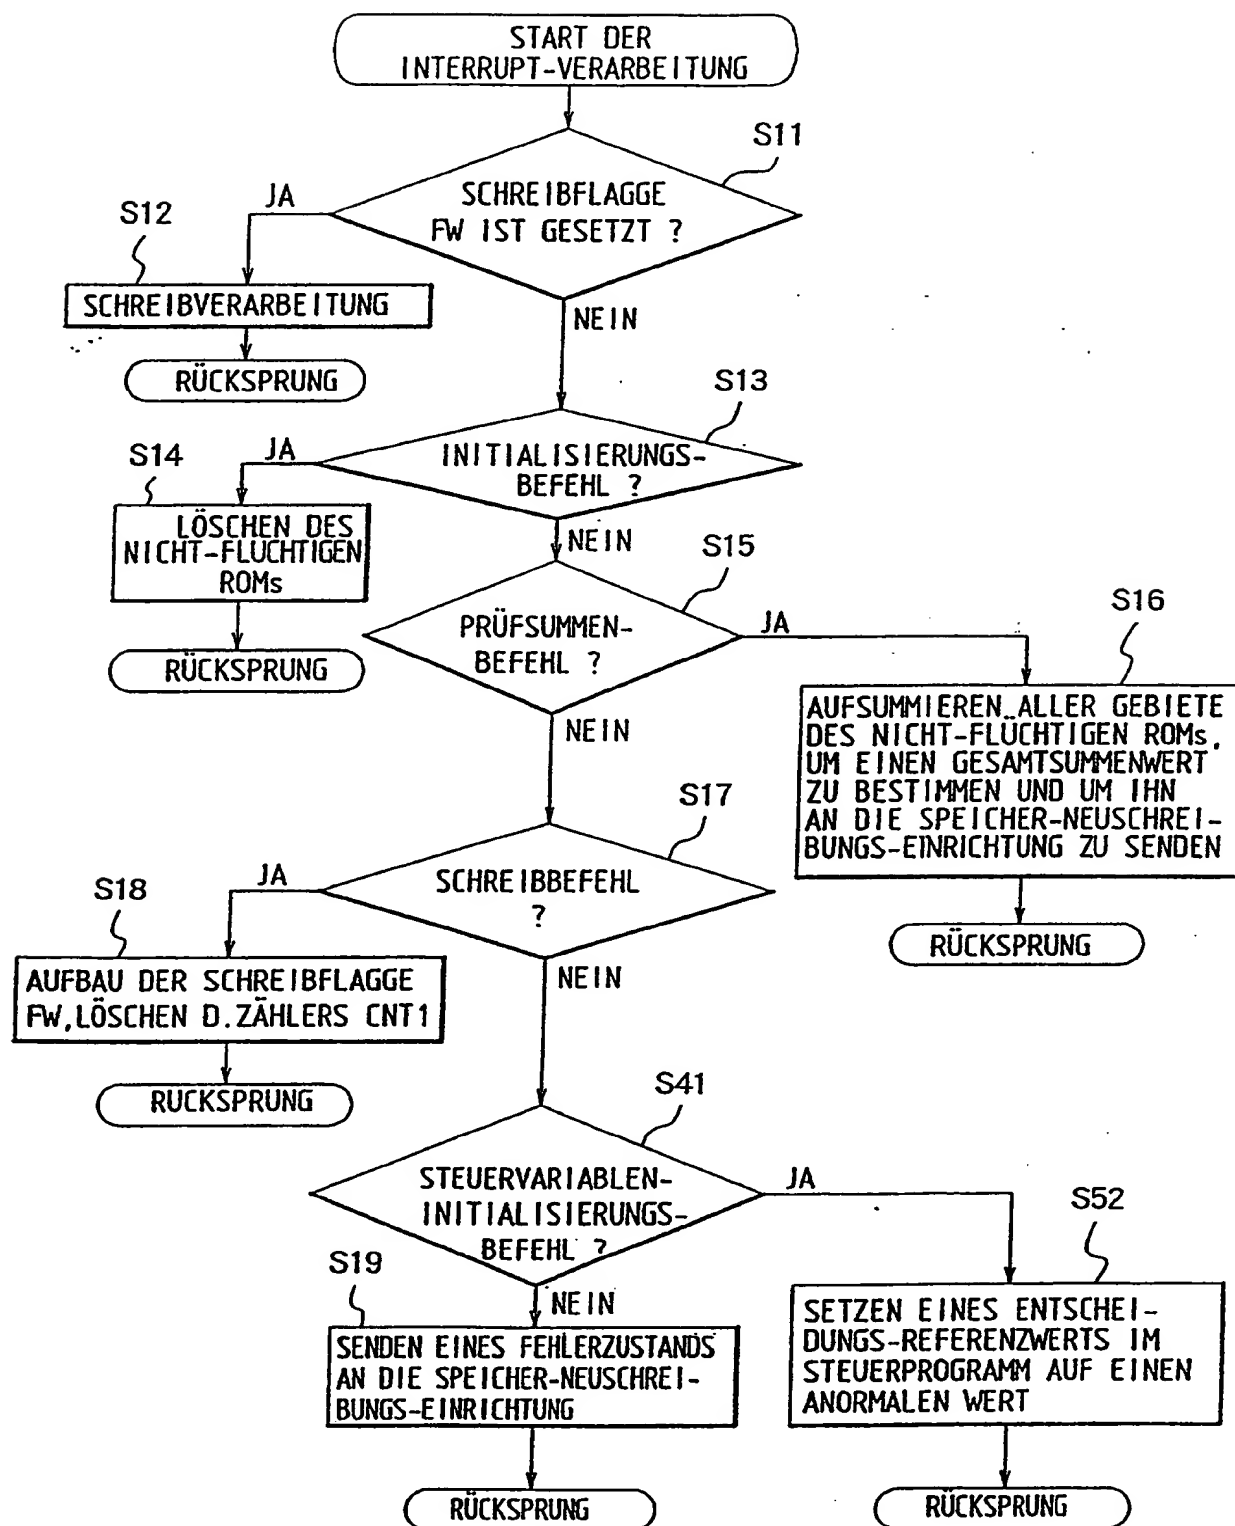 START DER
INTERRUPT-VERARBEITUNG
S11
SCHREIBFLAGGE
FW IST GESETZT ?
JA
S12
SCHREIBVERARBEITUNG
NEIN
RÜCKSPRUNG
S13
INITIALISIERUNGS-
BEFEHL ?
JA
S14
LÖSCHEN DES
NICHT-FLUCHTIGEN
ROMs
NEIN
RÜCKSPRUNG
S15
PRÜFSUMMEN-
BEFEHL ?
JA
S16
AUFSUMMIEREN ALLER GEBIETE
DES NICHT-FLÜCHTIGEN ROMs,
UM EINEN GESAMTSUMMENWERT
ZU BESTIMMEN UND UM IHN
AN DIE SPEICHER-NEUSCHREI-
BUNGS-EINRICHTUNG ZU SENDEN
NEIN
RÜCKSPRUNG
S17
SCHREIBBEFEHL
?
JA
S18
AUFBAU DER SCHREIBFLAGGE
FW, LÖSCHEN D. ZÄHLERS CNT1
NEIN
RUCKSPRUNG
S41
STEUERVARIABLEN-
INITIALISIERUNGS-
BEFEHL ?
JA
S52
SETZEN EINES ENTSCHEI-
DUNGS-REFERENZWERTS IM
STEUERPROGRAMM AUF EINEN
ANORMALEN WERT
S19
NEIN
SENDEN EINES FEHLERZUSTANDS
AN DIE SPEICHER-NEUSCHREI-
BUNGS-EINRICHTUNG
RÜCKSPRUNG
RÜCKSPRUNG